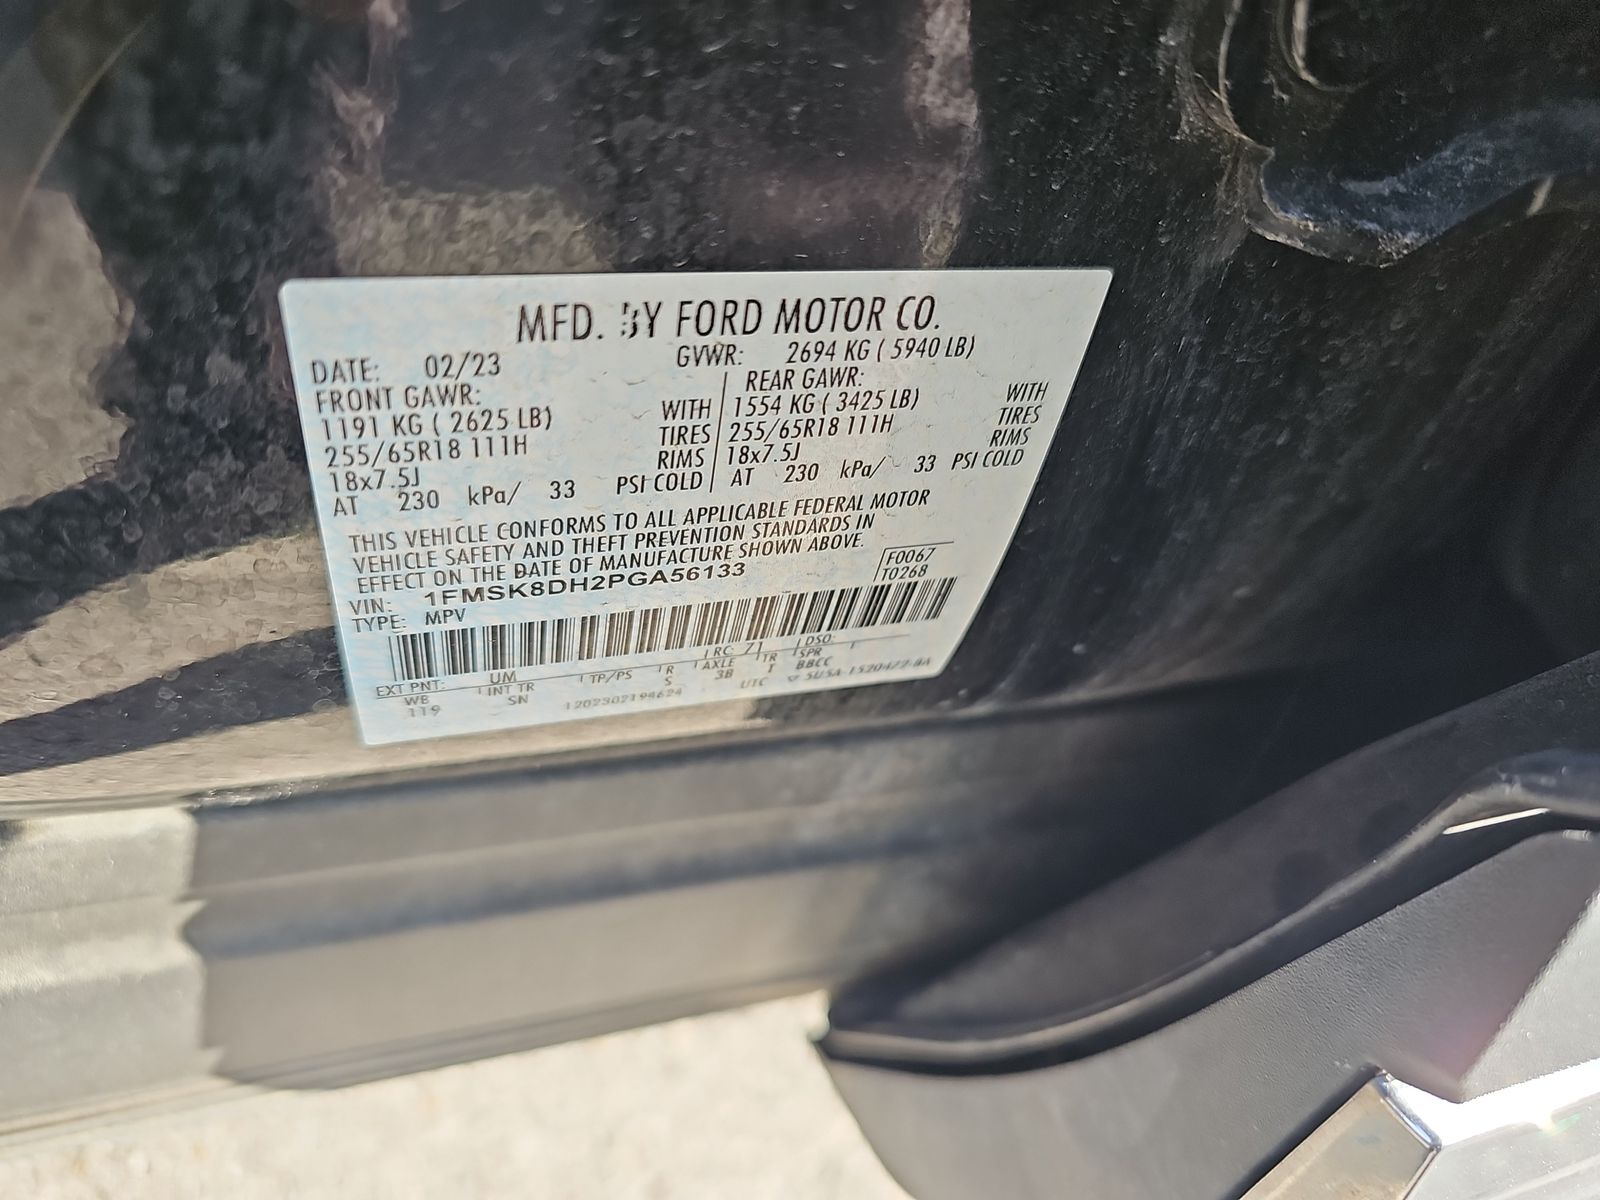 MFD. BY FORD MOTOR CO.
DATE: 02/23 GVWR: 2694 KG ( 5940 LB)
FRONT GAWR: REAR GAWR:
1191 KG ( 2625 LB) WITH 1554 KG ( 3425 LB) WITH
255/65R18 111H TIRES 255/65R18 111H TIRES
18x7.5J RIMS 18x7.5J RIMS
AT 230 kPa/ 33 PSI COLD AT 230 kPa/ 33 PSI COLD
THIS VEHICLE CONFORMS TO ALL APPLICABLE FEDERAL MOTOR
VEHICLE SAFETY AND THEFT PREVENTION STANDARDS IN
EFFECT ON THE DATE OF MANUFACTURE SHOWN ABOVE.
VIN: 1FMSK8DH2PGA56133 F0067
TYPE: MPV T0268
EXT PNT: UM RC: 71 DSO:
WB INT TR TP/PS R AXLE TR SPR
119 SN S 3B T BBCC
1202302194624 UTC